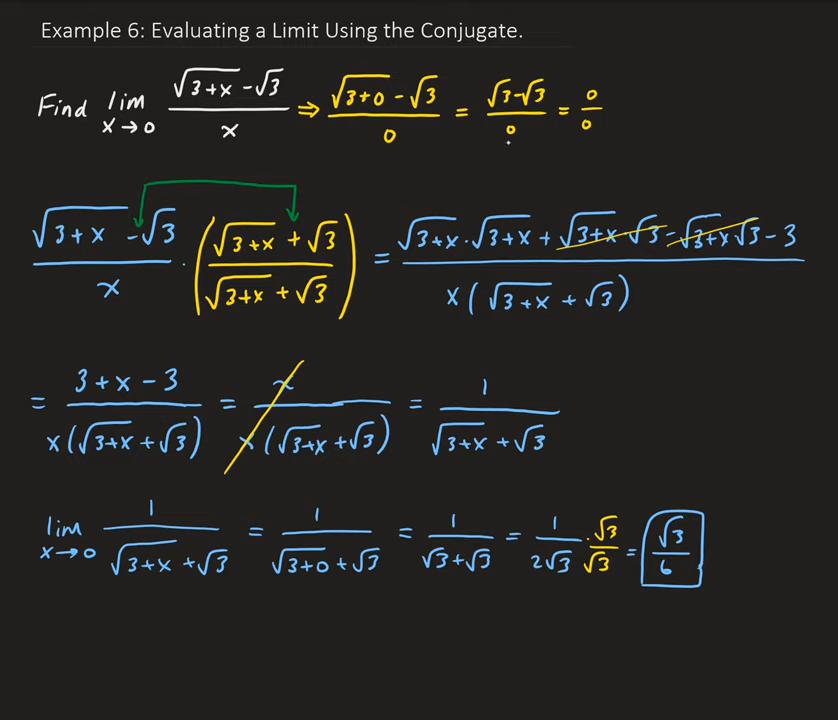 Example 6: Evaluating a Limit Using the Conjugate.
Find lim x→0 (√(3+x) - √3)/x ⇒ (√(3+0) - √3)/0 = (√3-√3)/0 = 0/0
(√(3+x) - √3)/x · ((√(3+x) + √3)/(√(3+x) + √3)) = (√(3+x)·√(3+x) + √(3+x)·√3 - √(3+x)√3 - 3)/(x(√(3+x) + √3))
= (3+x-3)/(x(√(3+x) + √3)) = x/(x(√(3+x) + √3)) = 1/(√(3+x) + √3)
lim x→0 1/(√(3+x) + √3) = 1/(√(3+0) + √3) = 1/(√3+√3) = 1/(2√3) · √3/√3 = √3/6